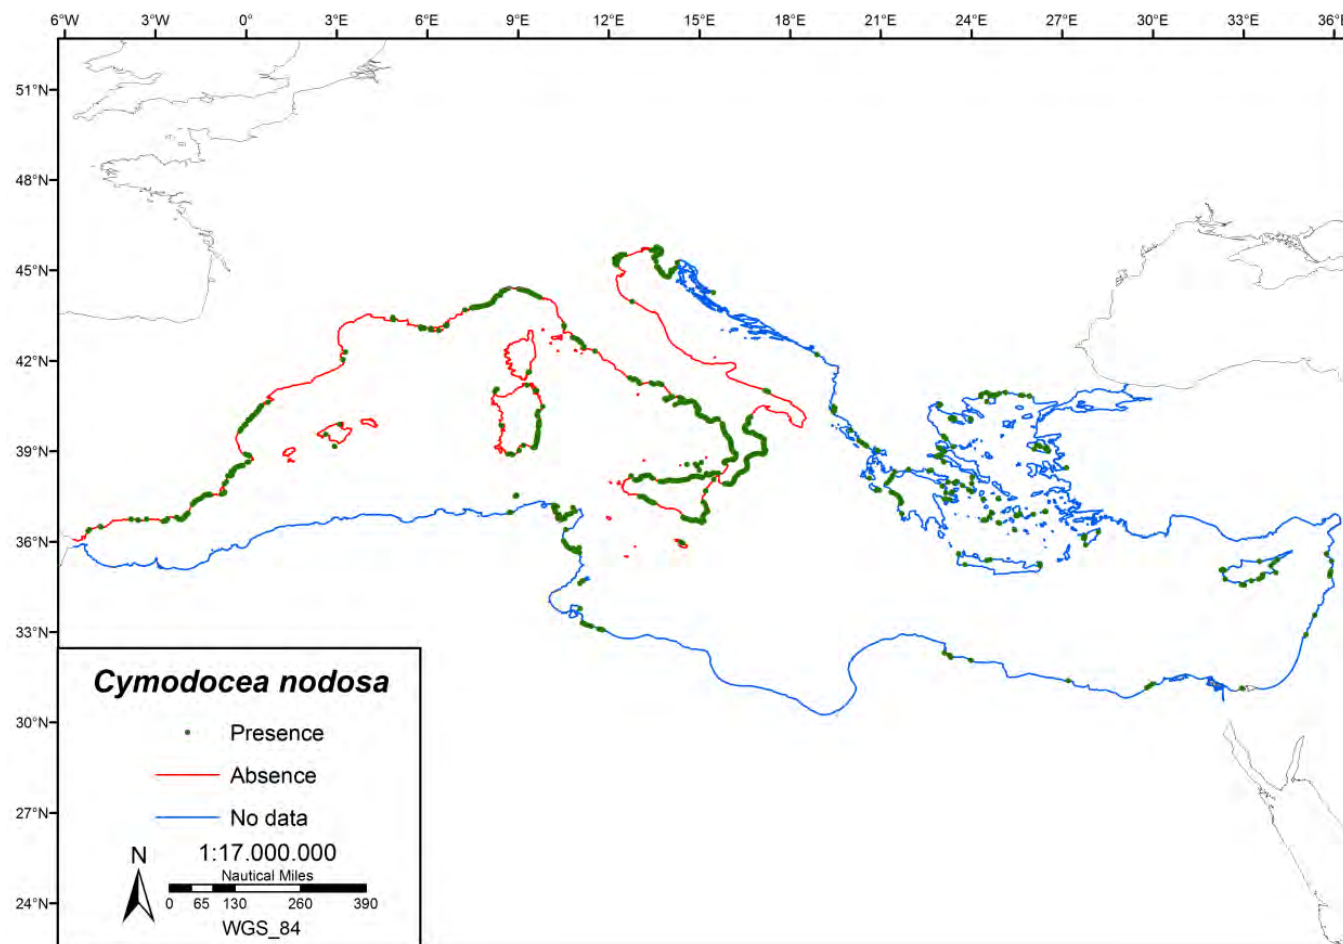 6°W 3°W 0° 3°E 6°E 9°E 12°E 15°E 18°E 21°E 24°E 27°E 30°E 33°E 36°E
51°N
48°N
45°N
42°N
39°N
36°N
33°N
30°N
27°N
24°N
Cymodocea nodosa
Presence
Absence
No data
N
1:17.000.000
Nautical Miles
0 65 130 260 390
WGS_84